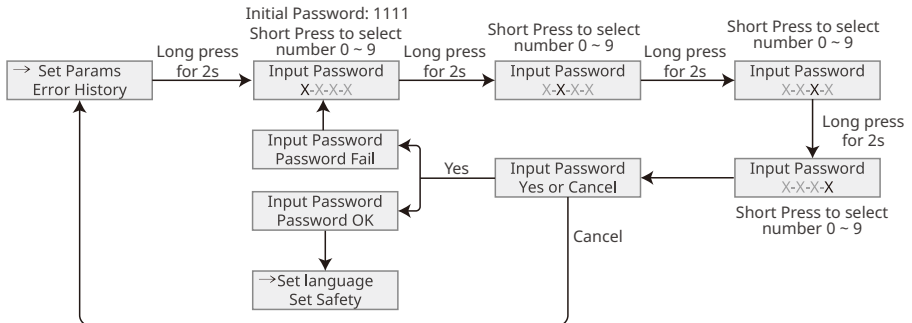 Initial Password: 1111
Short Press to select
number 0 ~ 9
Short Press to select
number 0 ~ 9
Short Press to select
number 0 ~ 9
→ Set Params
Error History
Long press
for 2s
Input Password
X-X-X-X
Long press
for 2s
Input Password
X-X-X-X
Long press
for 2s
Input Password
X-X-X-X
Long press
for 2s
Input Password
Password Fail
Yes
Input Password
Yes or Cancel
Input Password
X-X-X-X
Short Press to select
number 0 ~ 9
Input Password
Password OK
Cancel
→Set language
Set Safety